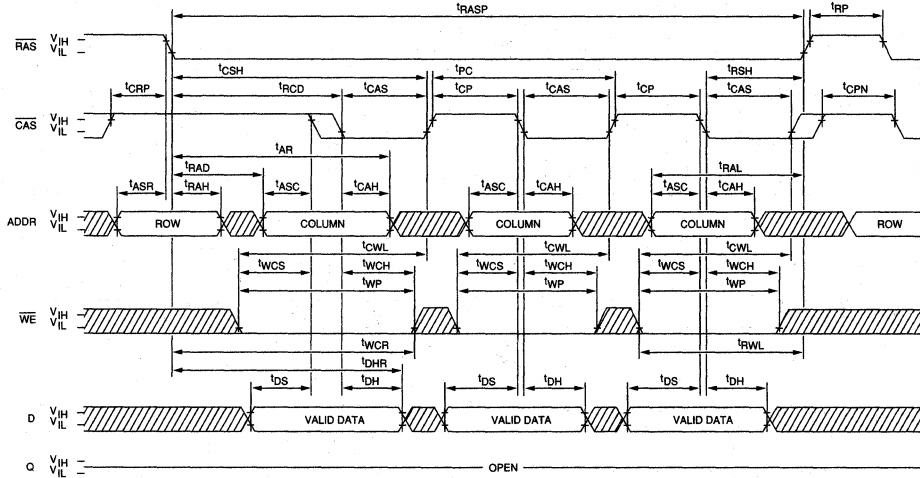 tRASP tRP
RAS VIH
VIL
tCSH tPC tRSH
tCRP tRCD tCAS tCP tCAS tCP tCAS tCPN
CAS VIH
VIL
tAR
tRAD tRAL
tASR tRAH tASC tCAH tASC tCAH tASC tCAH
ADDR VIH
VIL
ROW COLUMN COLUMN COLUMN ROW
tCWL tCWL tCWL
tWCS tWCH tWCS tWCH tWCS tWCH
tWP tWP tWP
WE VIH
VIL
tWCR tRWL
tDHR
tDS tDH tDS tDH tDS tDH
D VIH
VIL
VALID DATA VALID DATA VALID DATA
Q VIH
VIL
OPEN